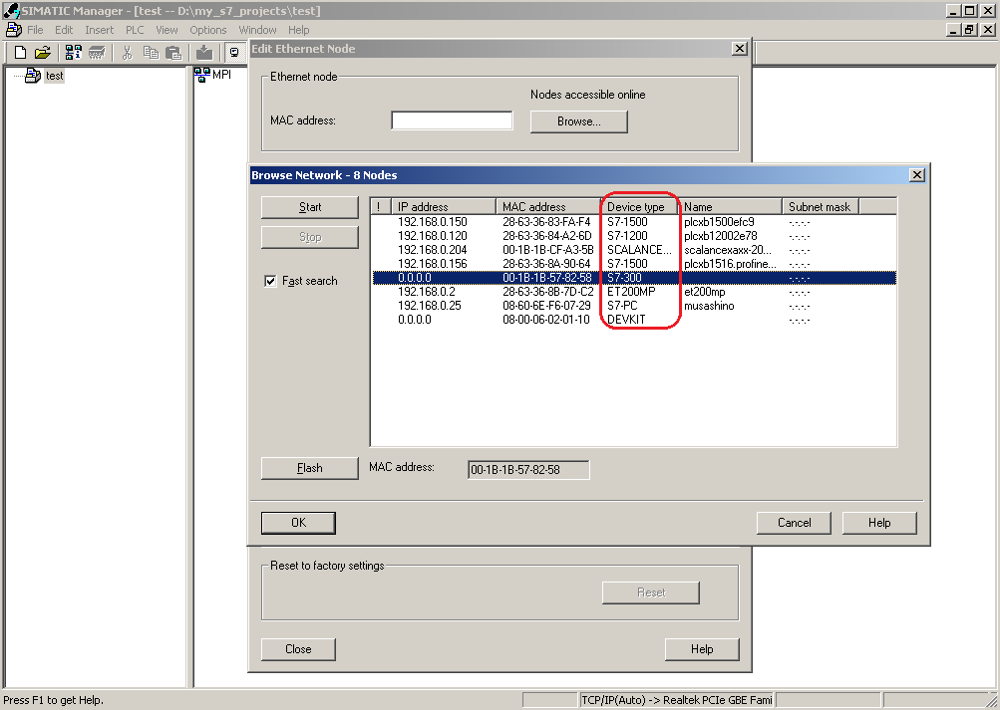 SIMATIC Manager - [test -- D:\my_s7_projects\test]
File Edit Insert PLC View Options Window Help
test
MPI
Edit Ethernet Node
Ethernet node
Nodes accessible online
MAC address:
Browse...
Browse Network - 8 Nodes
Start
Stop
Fast search
! IP address MAC address Device type Name Subnet mask
192.168.0.150 28-63-36-83-FA-F4 S7-1500 plcxb1500efc9 -.-.-.-
192.168.0.120 28-63-36-84-A2-6D S7-1200 plcxb12002e78 -.-.-.-
192.168.0.204 00-1B-1B-CF-A3-5B SCALANCE... scalancexaxx-20... -.-.-.-
192.168.0.156 28-63-36-8A-90-64 S7-1500 plcxb1516.profine... -.-.-.-
0.0.0.0 00-1B-1B-57-82-58 S7-300 -.-.-.-
192.168.0.2 28-63-36-8B-7D-C2 ET200MP et200mp -.-.-.-
192.168.0.25 08-60-6E-F6-07-29 S7-PC musashino -.-.-.-
0.0.0.0 08-00-06-02-01-10 DEVKIT -.-.-.-
Flash
MAC address:
00-1B-1B-57-82-58
OK
Cancel
Help
Reset to factory settings
Reset
Close
Help
Press F1 to get Help.
TCP/IP(Auto) -> Realtek PCIe GBE Fami